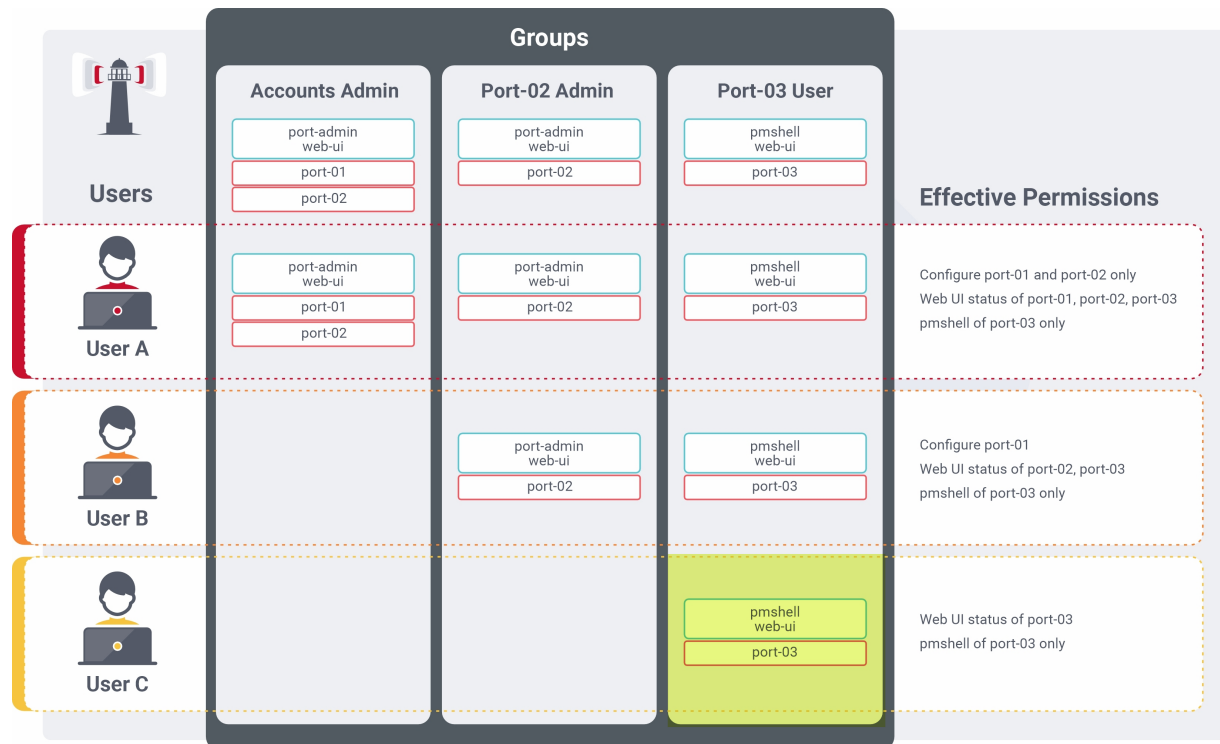 Groups
Accounts Admin
Port-02 Admin
Port-03 User
port-admin
web-ui
port-01
port-02
port-admin
web-ui
port-02
pmshell
web-ui
port-03
Users
Effective Permissions
User A
port-admin
web-ui
port-01
port-02
port-admin
web-ui
port-02
pmshell
web-ui
port-03
Configure port-01 and port-02 only
Web UI status of port-01, port-02, port-03
pmshell of port-03 only
User B
port-admin
web-ui
port-02
pmshell
web-ui
port-03
Configure port-01
Web UI status of port-02, port-03
pmshell of port-03 only
User C
pmshell
web-ui
port-03
Web UI status of port-03
pmshell of port-03 only